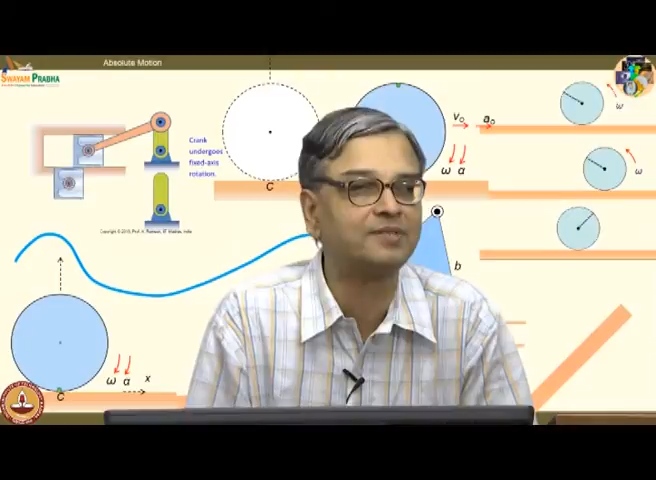 Absolute Motion
SWAYAM PRABHA
Crank
undergoes
fixed-axis
rotation.
C
v₀ a₀
ω α
ω
ω
b
ω α x
C